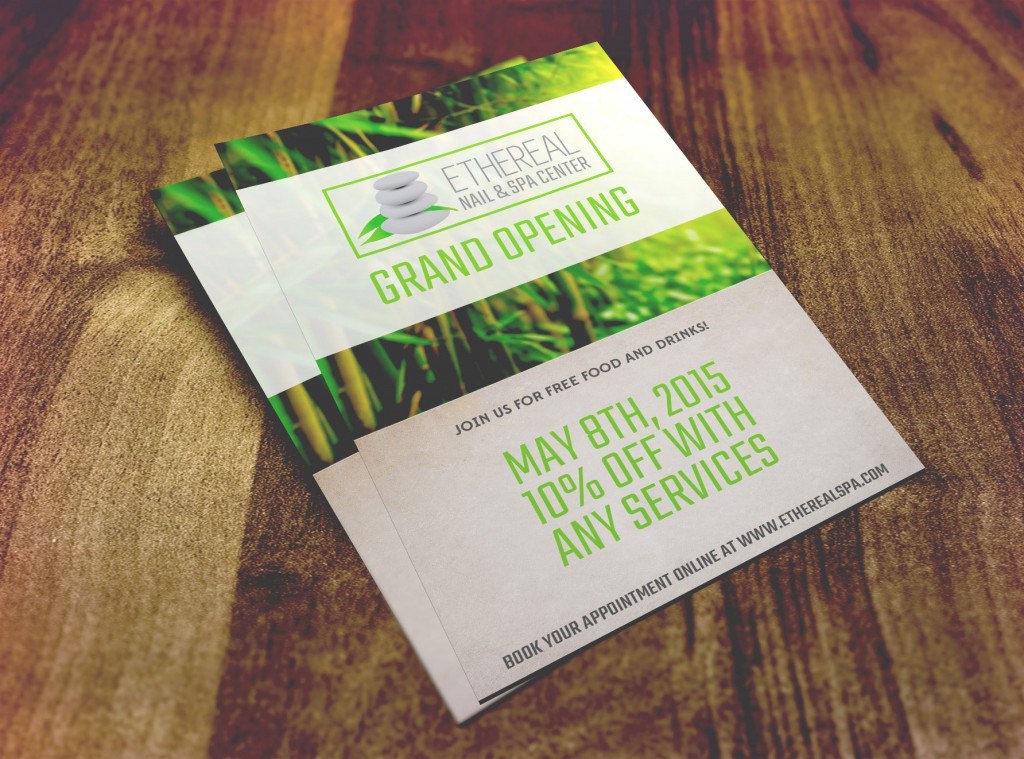 ETHEREAL
NAIL & SPA CENTER
GRAND OPENING
JOIN US FOR FREE FOOD AND DRINKS!
MAY 8TH, 2015
10% OFF WITH
ANY SERVICES
BOOK YOUR APPOINTMENT ONLINE AT WWW.ETHEREALSPA.COM